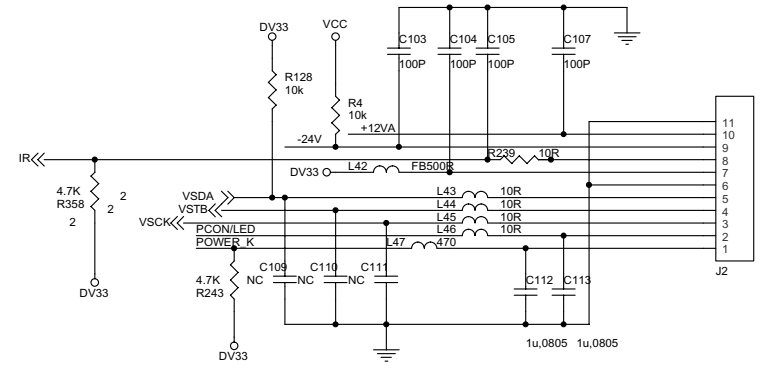 DV33
VCC
C103
C104
C105
C107
100P
100P
100P
100P
R128
10k
R4
10k
+12VA
-24V
11
10
9
8
7
6
5
4
3
2
1
J2
IR
R239
10R
DV33
L42
FB500R
4.7K
R358
2
2
2
VSDA
VSTB
VSCK
PCON/LED
POWER_K
L43
10R
L44
10R
L45
10R
L46
10R
L47
470
DV33
4.7K
R243
DV33
C109
C110
C111
NC
NC
NC
C112
C113
1u,0805
1u,0805